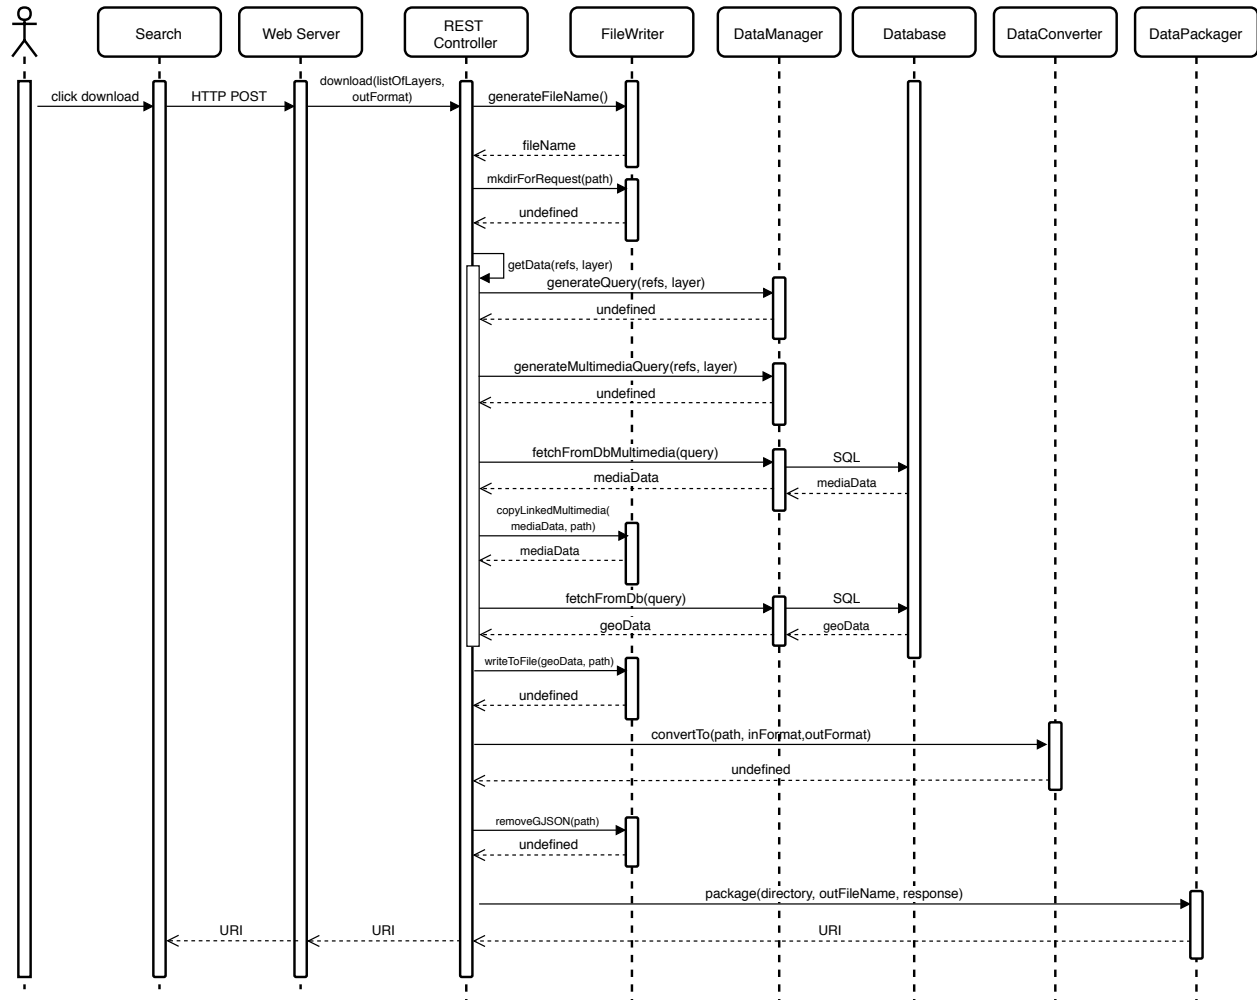 Search
Web Server
REST
Controller
FileWriter
DataManager
Database
DataConverter
DataPackager
click download
HTTP POST
download(listOfLayers,
outFormat)
generateFileName()
fileName
mkdirForRequest(path)
undefined
getData(refs, layer)
generateQuery(refs, layer)
undefined
generateMultimediaQuery(refs, layer)
undefined
fetchFromDbMultimedia(query)
SQL
mediaData
mediaData
copyLinkedMultimedia(
mediaData, path)
mediaData
fetchFromDb(query)
SQL
geoData
geoData
writeToFile(geoData, path)
undefined
convertTo(path, inFormat,outFormat)
undefined
removeGJSON(path)
undefined
package(directory, outFileName, response)
URI
URI
URI